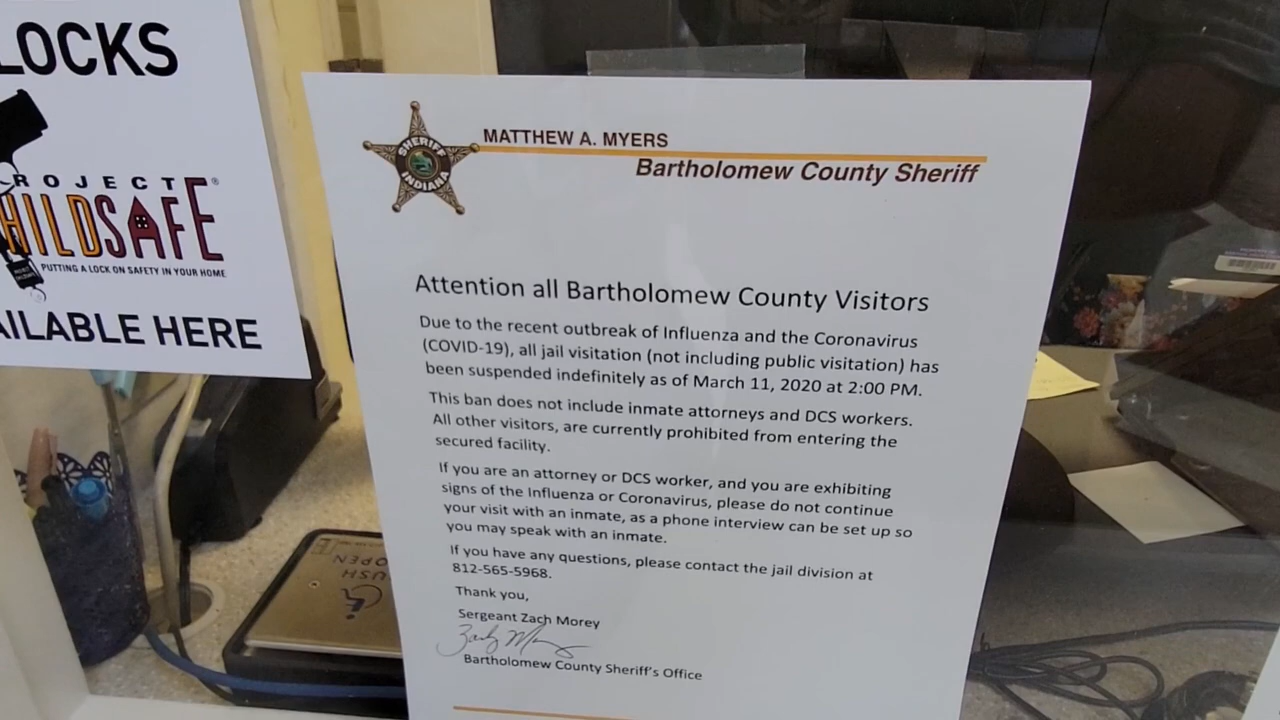 LOCKS
PROJECT®
CHILDSAFE
PUTTING A LOCK ON SAFETY IN YOUR HOME
AILABLE HERE
SHERIFF
INDIANA
MATTHEW A. MYERS
Bartholomew County Sheriff
Attention all Bartholomew County Visitors
Due to the recent outbreak of Influenza and the Coronavirus
(COVID-19), all jail visitation (not including public visitation) has
been suspended indefinitely as of March 11, 2020 at 2:00 PM.
This ban does not include inmate attorneys and DCS workers.
All other visitors, are currently prohibited from entering the
secured facility.
If you are an attorney or DCS worker, and you are exhibiting
signs of the Influenza or Coronavirus, please do not continue
your visit with an inmate, as a phone interview can be set up so
you may speak with an inmate.
If you have any questions, please contact the jail division at
812-565-5968.
Thank you,
Sergeant Zach Morey
Bartholomew County Sheriff's Office
PUSH
OPEN